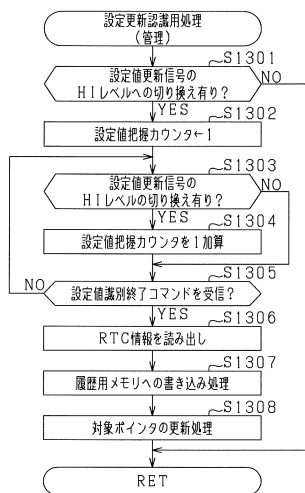 設定更新認識用処理
(管理)
S1301
設定値更新信号の
HIレベルへの切り換え有り?
NO
YES
S1302
設定値把握カウンタ←1
S1303
設定値更新信号の
HIレベルの切り換え有り?
NO
YES
S1304
設定値把握カウンタを1加算
S1305
NO
設定値識別終了コマンドを受信?
YES
S1306
RTC情報を読み出し
S1307
履歴用メモリへの書き込み処理
S1308
対象ポインタの更新処理
RET